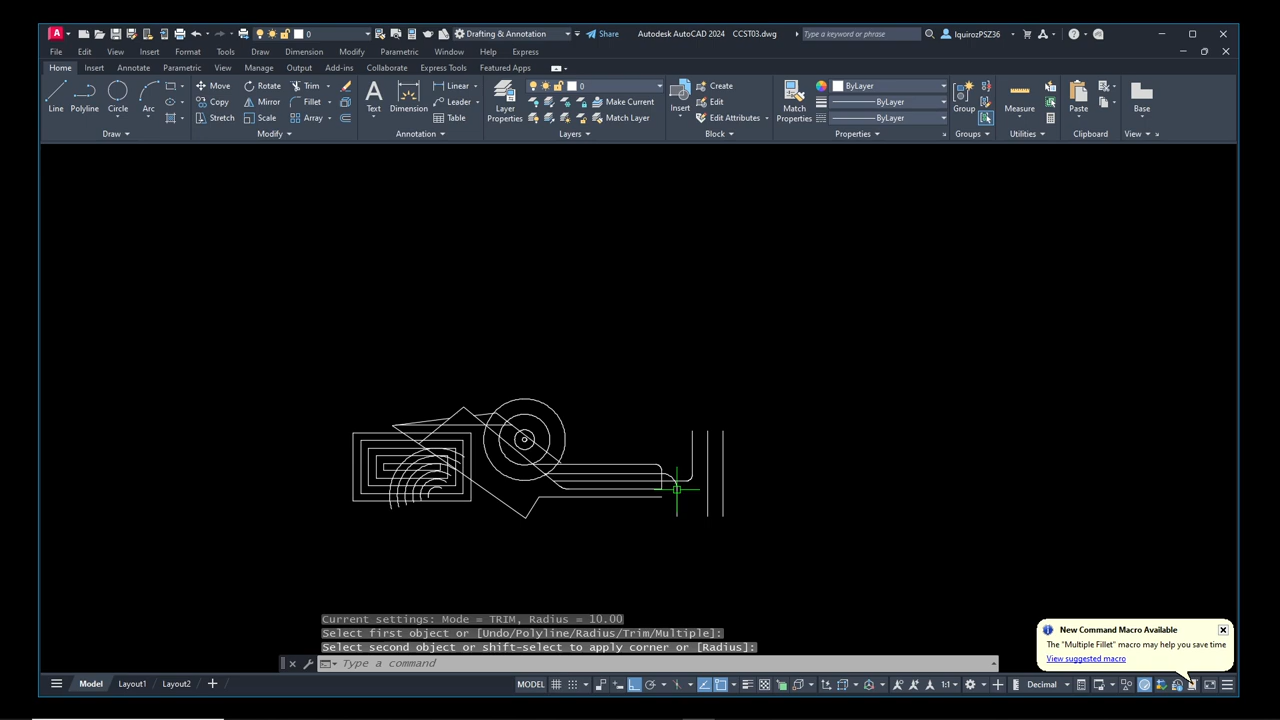 0 Drafting & Annotation Share Autodesk AutoCAD 2024 CCST03.dwg Type a keyword or phrase lquirozPSZ36
File Edit View Insert Format Tools Draw Dimension Modify Parametric Window Help Express
Home Insert Annotate Parametric View Manage Output Add-ins Collaborate Express Tools Featured Apps
Line Polyline Circle Arc Move Rotate Trim Text Dimension Linear Layer Properties 0 Insert Create Match Properties ByLayer Group Measure Paste Base
Copy Mirror Fillet Leader Make Current Edit ByLayer
Stretch Scale Array Table Match Layer Edit Attributes ByLayer
Draw Modify Annotation Layers Block Properties Groups Utilities Clipboard View
Current settings: Mode = TRIM, Radius = 10.00
Select first object or [Undo/Polyline/Radius/Trim/Multiple]:
Select second object or shift-select to apply corner or [Radius]:
Type a command
New Command Macro Available
The "Multiple Fillet" macro may help you save time
View suggested macro
Model Layout1 Layout2 MODEL 1:1 Decimal